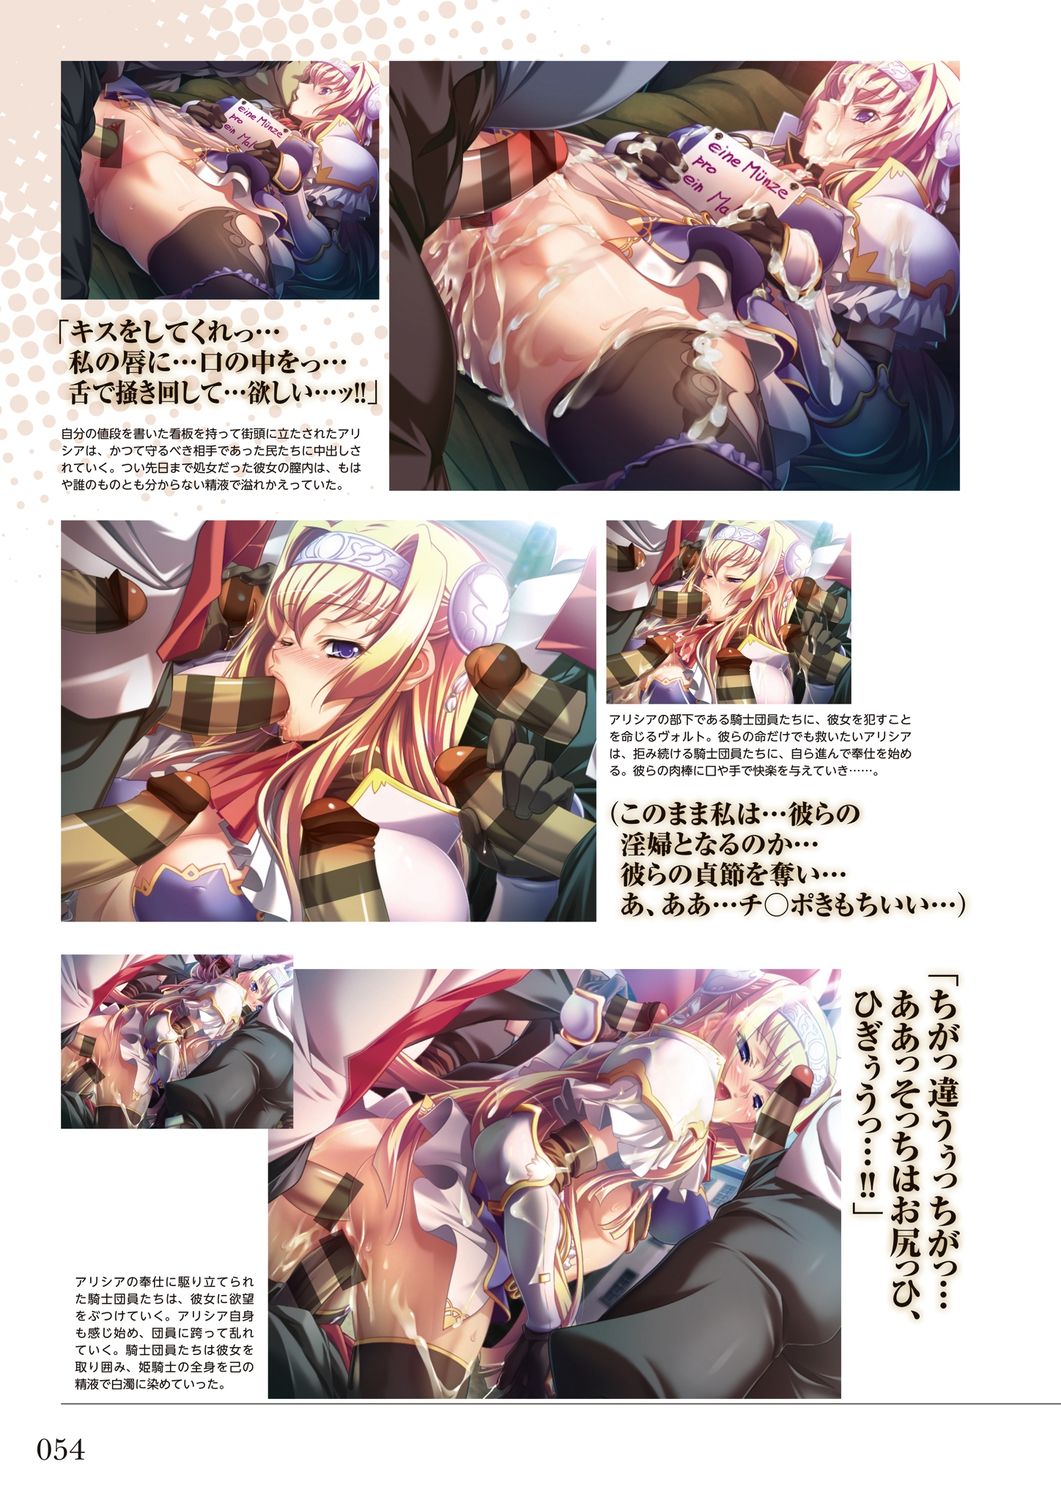 eine Münze
pro
ein Mal
eine Münze
pro
ein Ma
「キスをしてくれっ…
私の唇に…口の中をっ…
舌で掻き回して…欲しい…ッ!!」
自分の値段を書いた看板を持って街頭に立たされたアリ
シアは、かつて守るべき相手であった民たちに中出しさ
れていく。つい先日まで処女だった彼女の膣内は、もは
や誰のものとも分からない精液で溢れかえっていた。
アリシアの部下である騎士団員たちに、彼女を犯すこと
を命じるヴォルト。彼らの命だけでも救いたいアリシア
は、拒み続ける騎士団員たちに、自ら進んで奉仕を始め
る。彼らの肉棒に口や手で快楽を与えていき……。
(このまま私は…彼らの
淫婦となるのか…
彼らの貞節を奪い…
あ、ああ…チ○ポきもちいい…)
「ちがっ違うぅっちがっ…
ああっそっちはお尻っひ、
ひぎぅうっ…!!」
アリシアの奉仕に駆り立てられ
た騎士団員たちは、彼女に欲望
をぶつけていく。アリシア自身
も感じ始め、団員に跨って乱れ
ていく。騎士団員たちは彼女を
取り囲み、姫騎士の全身を己の
精液で白濁に染めていった。
054